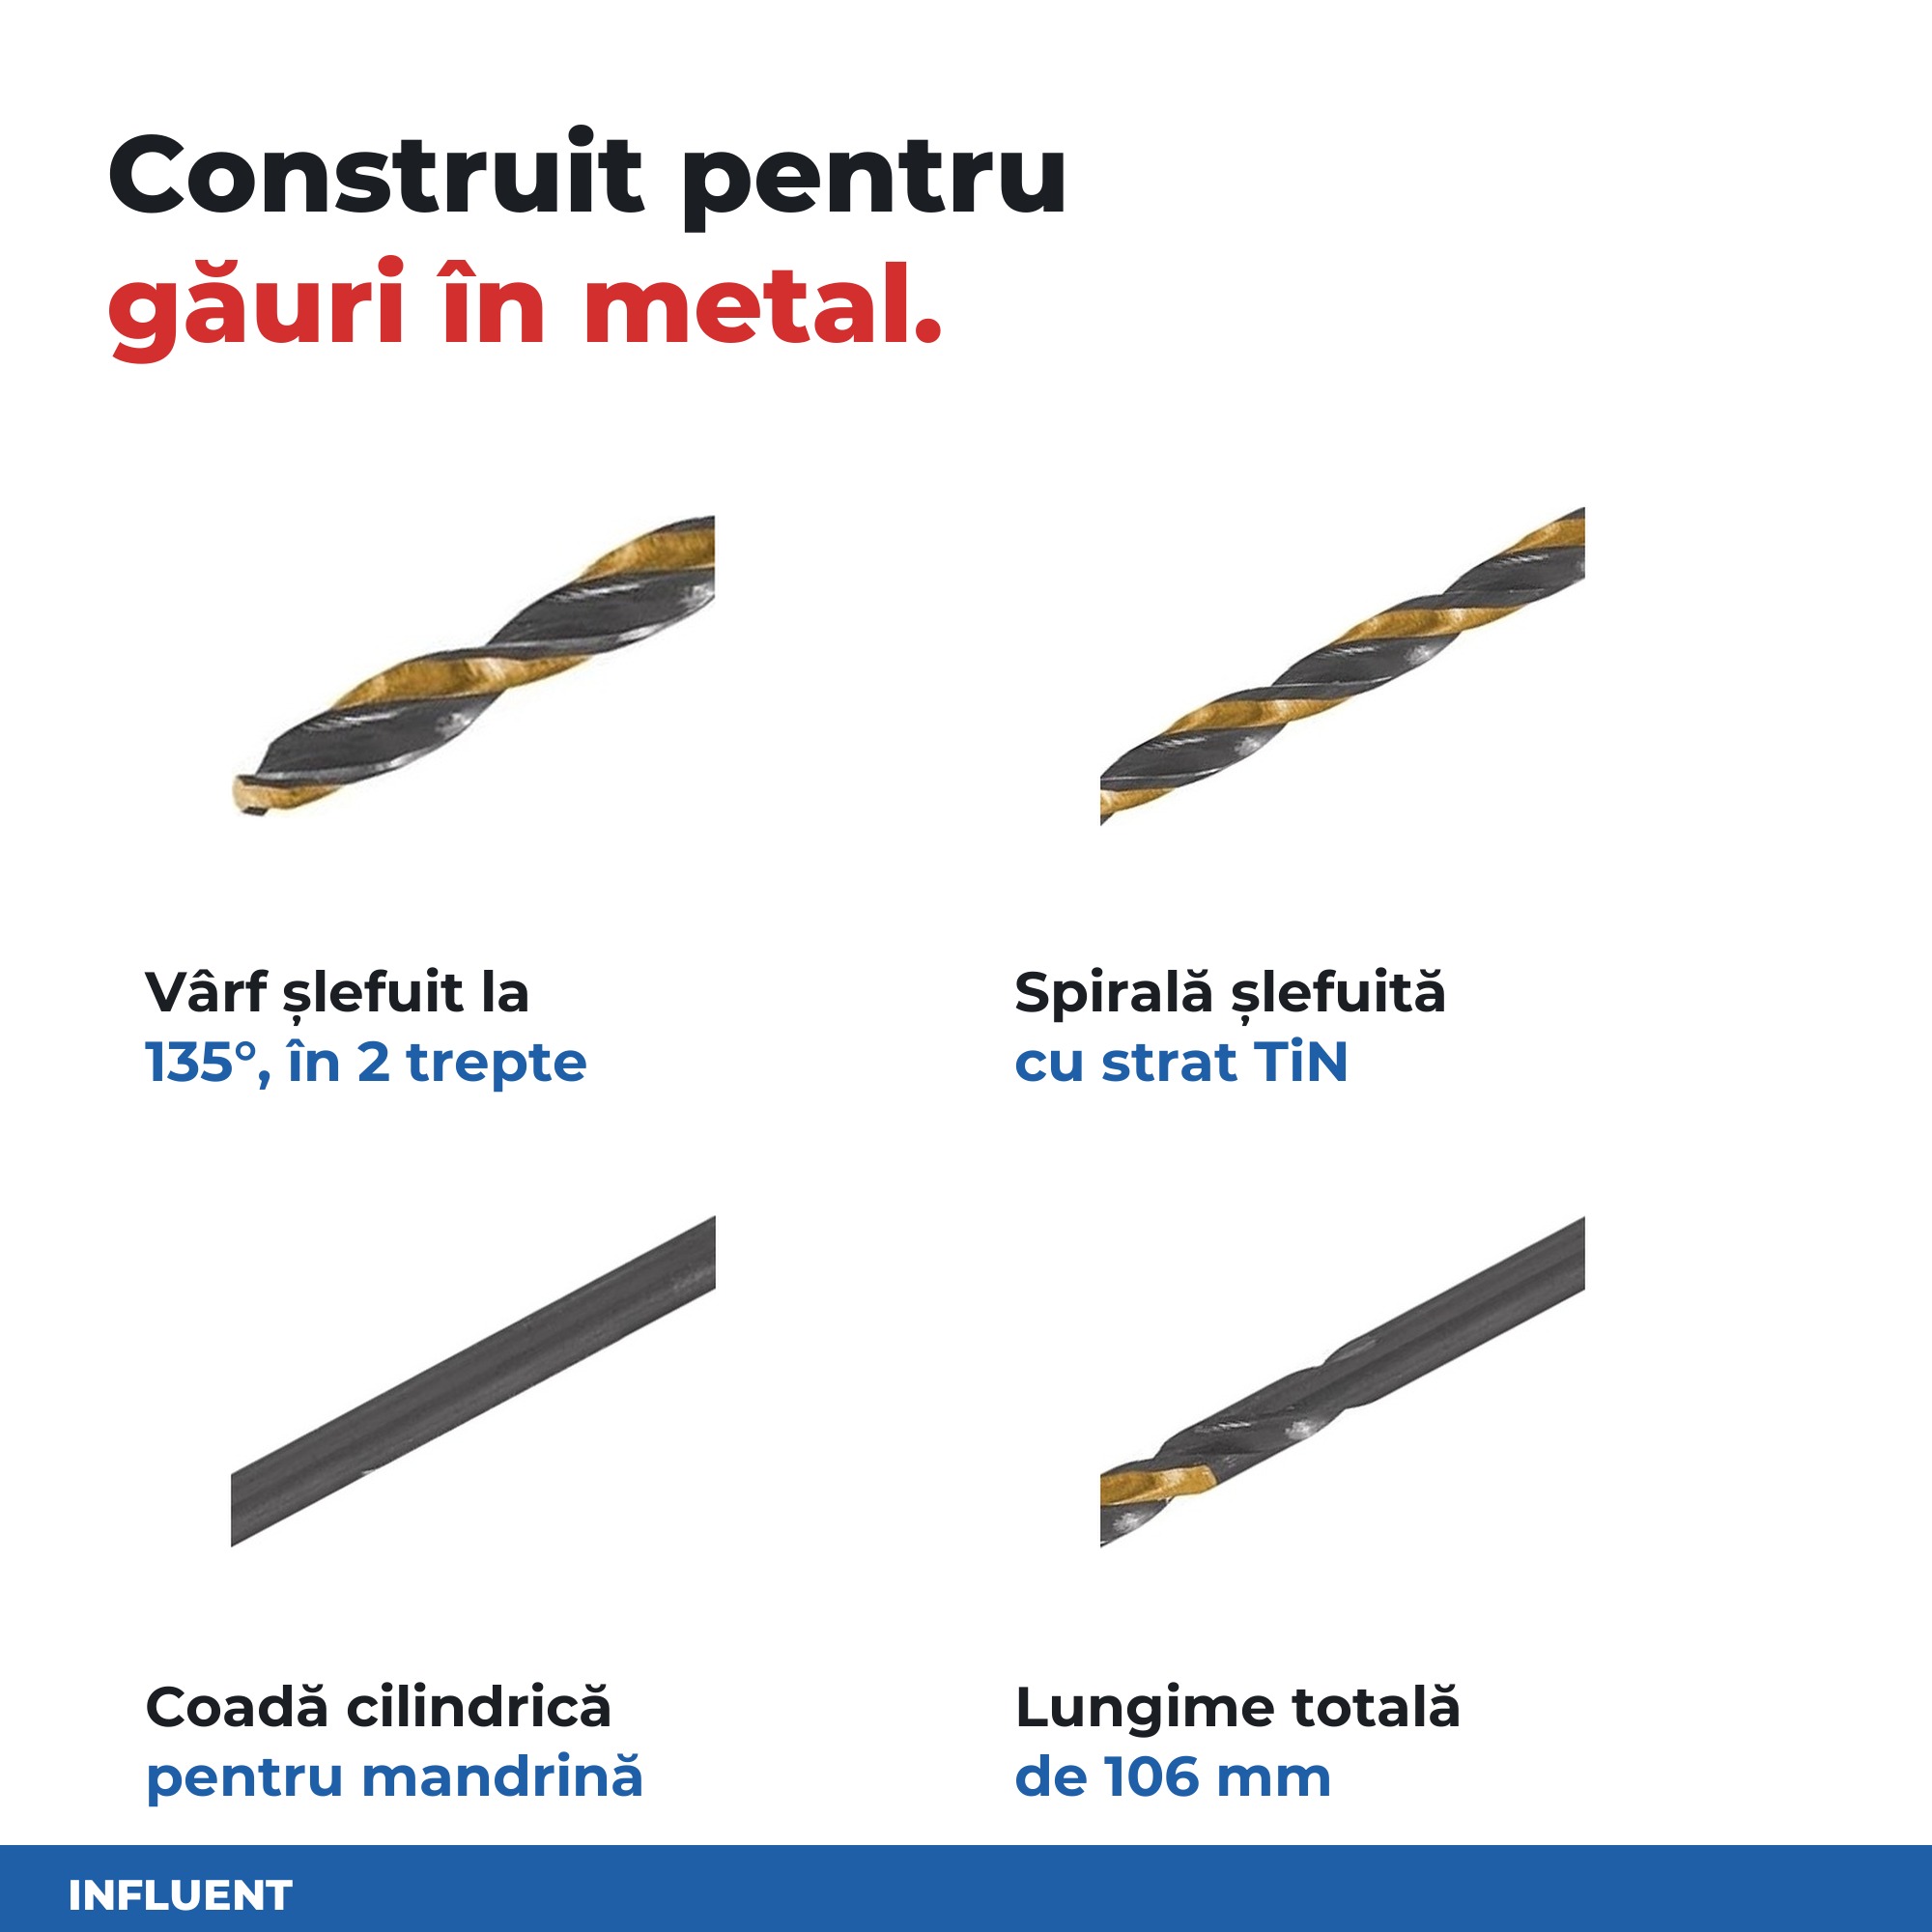 Construit pentru
găuri în metal.
Vârf șlefuit la
135°, în 2 trepte
Spirală șlefuită
cu strat TiN
Coadă cilindrică
pentru mandrină
Lungime totală
de 106 mm
INFLUENT